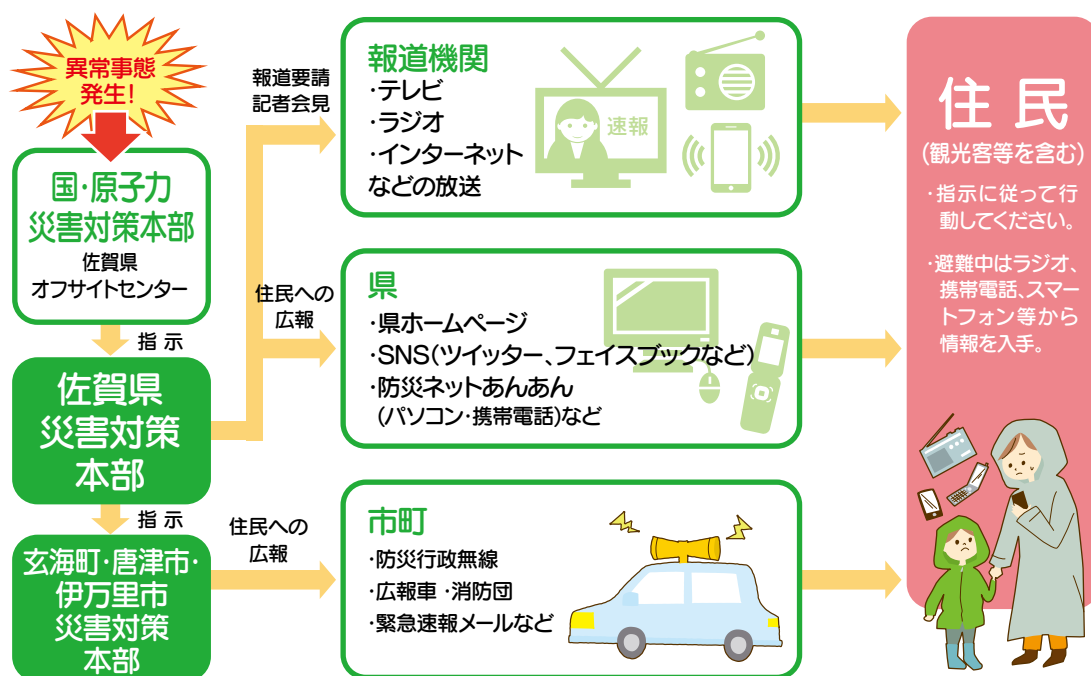 異常事態
発生!
国・原子力
災害対策本部
佐賀県
オフサイトセンター
指示
佐賀県
災害対策
本部
指示
玄海町・唐津市・
伊万里市
災害対策
本部
報道要請
記者会見
住民への
広報
住民への
広報
報道機関
・テレビ
・ラジオ
・インターネット
などの放送
速報
県
・県ホームページ
・SNS(ツイッター、フェイスブックなど)
・防災ネットあんあん
(パソコン・携帯電話)など
市町
・防災行政無線
・広報車 ・消防団
・緊急速報メールなど
住民
(観光客等を含む)
・指示に従って行
動してください。
・避難中はラジオ、
携帯電話、スマー
トフォン等から
情報を入手。